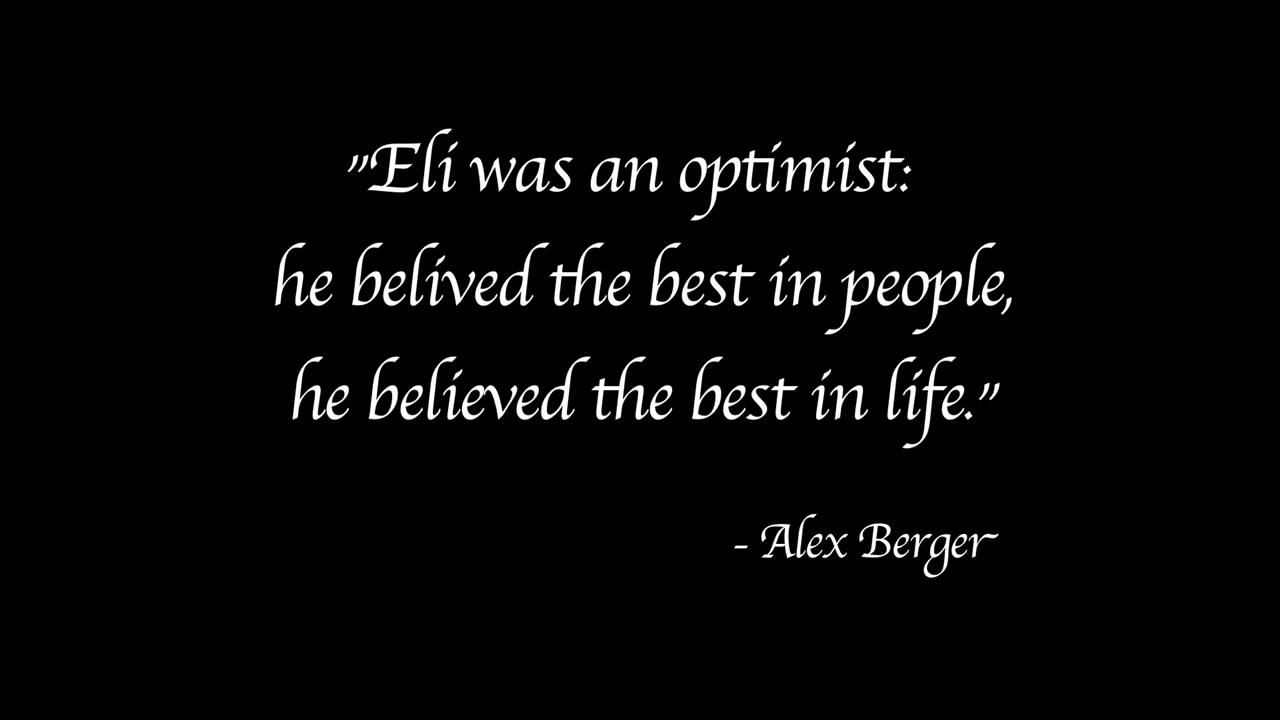 "Eli was an optimist:
he belived the best in people,
he believed the best in life."
- Alex Berger